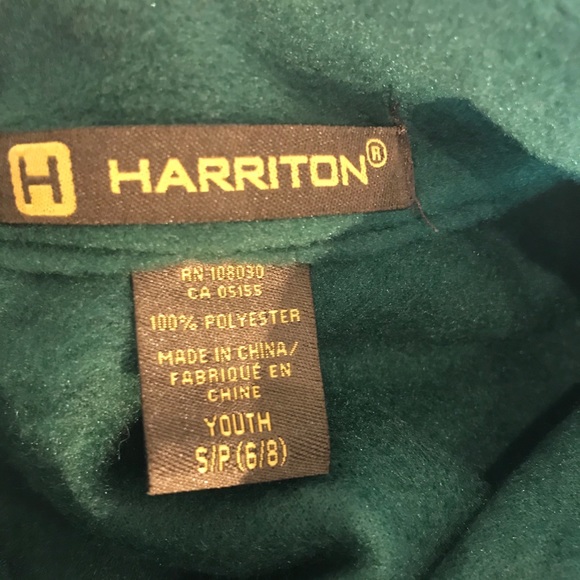 H HARRITON®
RN 108030
CA 05155
100% POLYESTER
MADE IN CHINA/
FABRIQUÉ EN
CHINE
YOUTH
S/P (6/8)